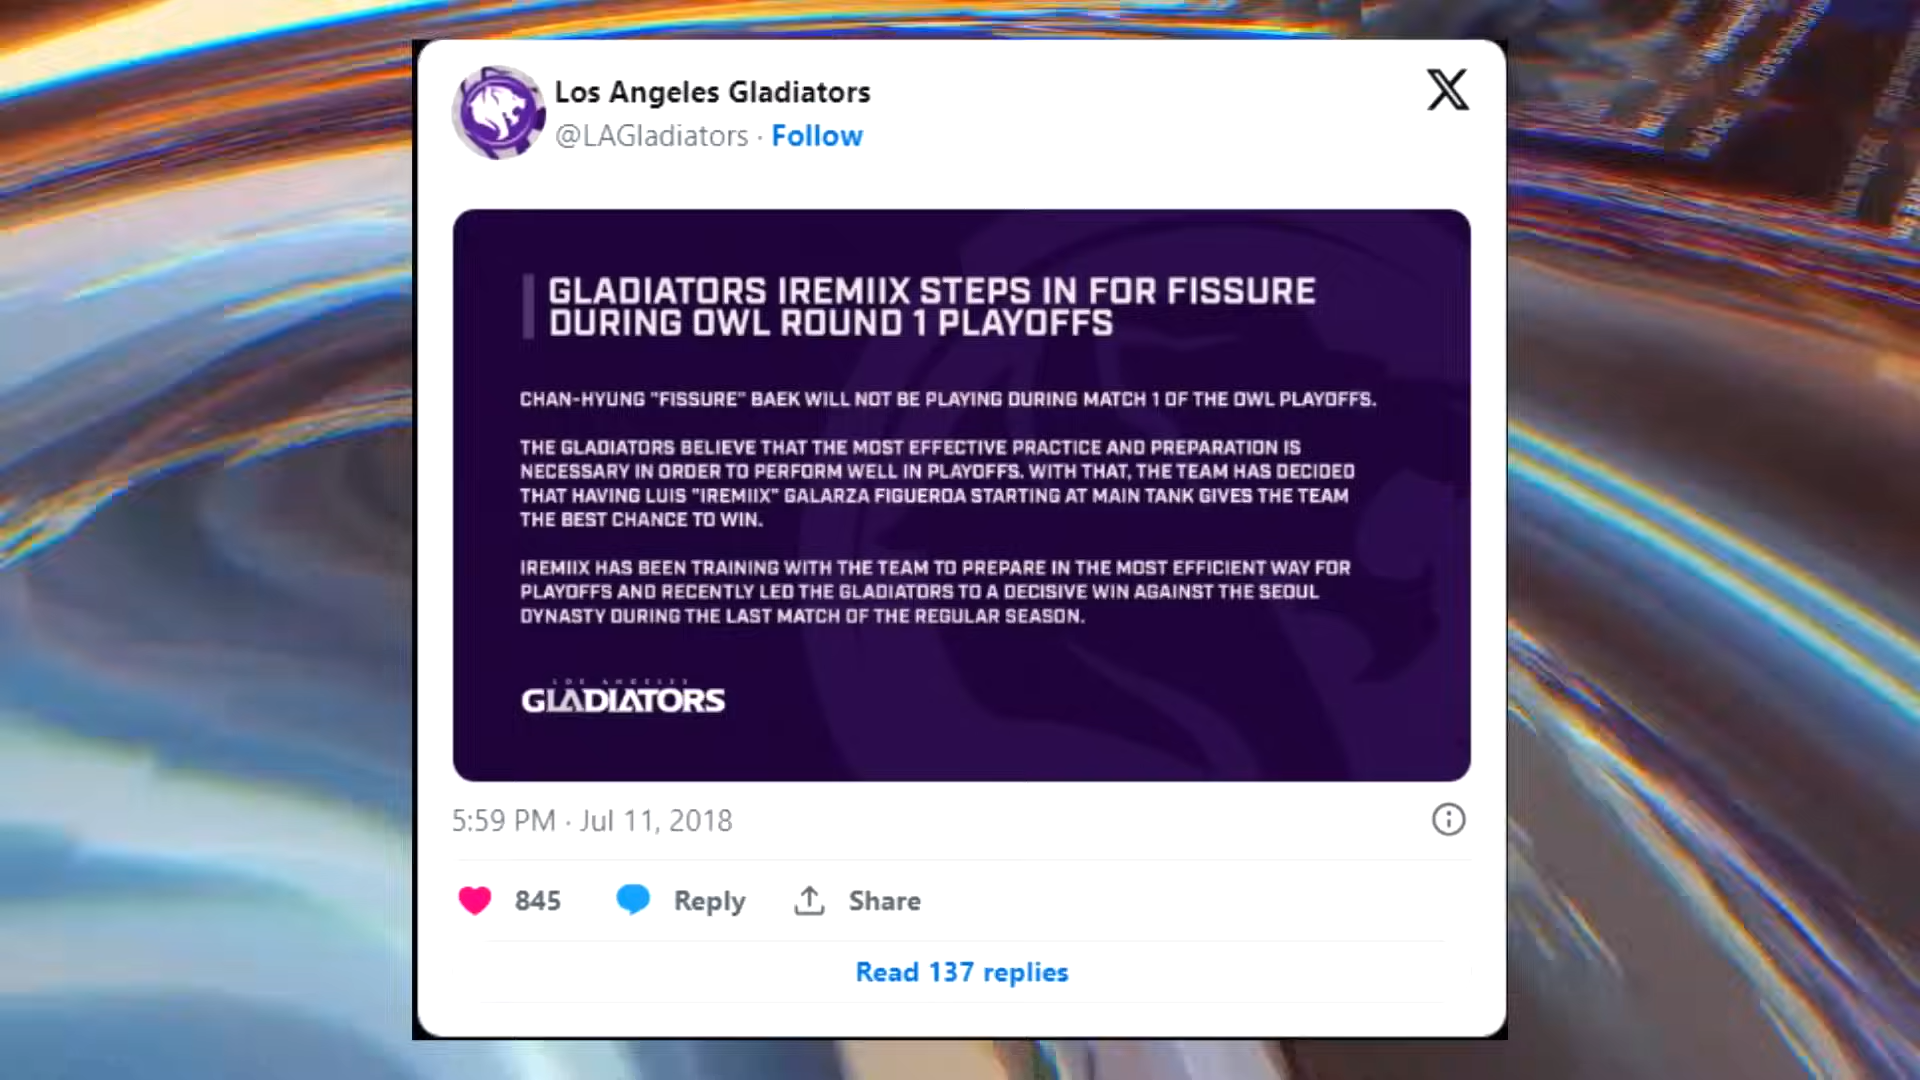 Los Angeles Gladiators
@LAGladiators · Follow
GLADIATORS IREMIIX STEPS IN FOR FISSURE
DURING OWL ROUND 1 PLAYOFFS
CHAN-HYUNG "FISSURE" BAEK WILL NOT BE PLAYING DURING MATCH 1 OF THE OWL PLAYOFFS.
THE GLADIATORS BELIEVE THAT THE MOST EFFECTIVE PRACTICE AND PREPARATION IS
NECESSARY IN ORDER TO PERFORM WELL IN PLAYOFFS. WITH THAT, THE TEAM HAS DECIDED
THAT HAVING LUIS "IREMIIX" GALARZA FIGUEROA STARTING AT MAIN TANK GIVES THE TEAM
THE BEST CHANCE TO WIN.
IREMIIX HAS BEEN TRAINING WITH THE TEAM TO PREPARE IN THE MOST EFFICIENT WAY FOR
PLAYOFFS AND RECENTLY LED THE GLADIATORS TO A DECISIVE WIN AGAINST THE SEOUL
DYNASTY DURING THE LAST MATCH OF THE REGULAR SEASON.
LOS ANGELES
GLADIATORS
5:59 PM · Jul 11, 2018
845 Reply Share
Read 137 replies